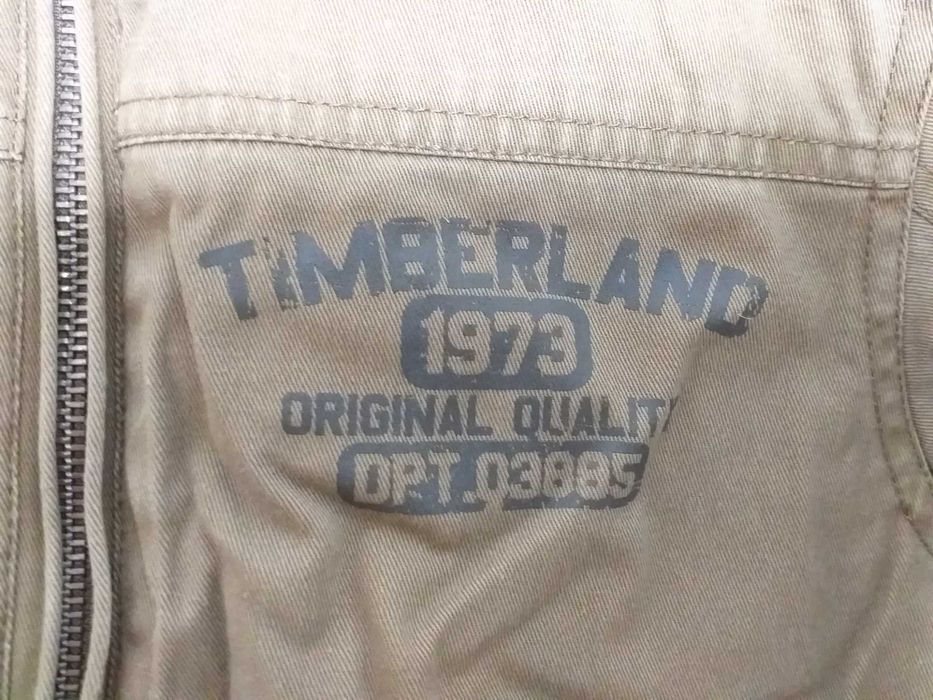 TIMBERLAND
1973
ORIGINAL QUALITY
DPT 03885